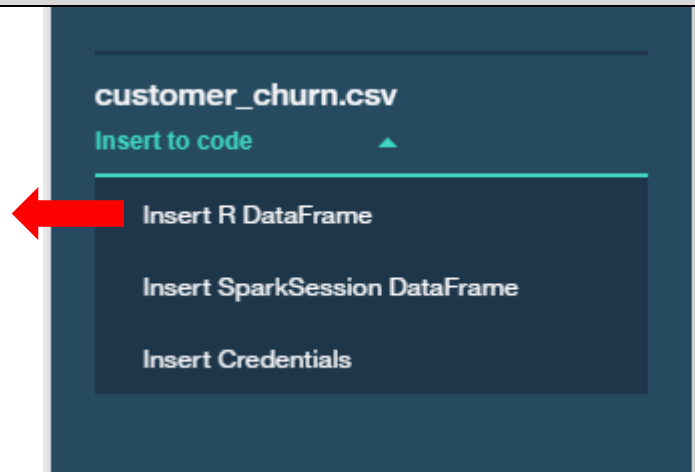 customer_churn.csv
Insert to code
Insert R DataFrame
Insert SparkSession DataFrame
Insert Credentials